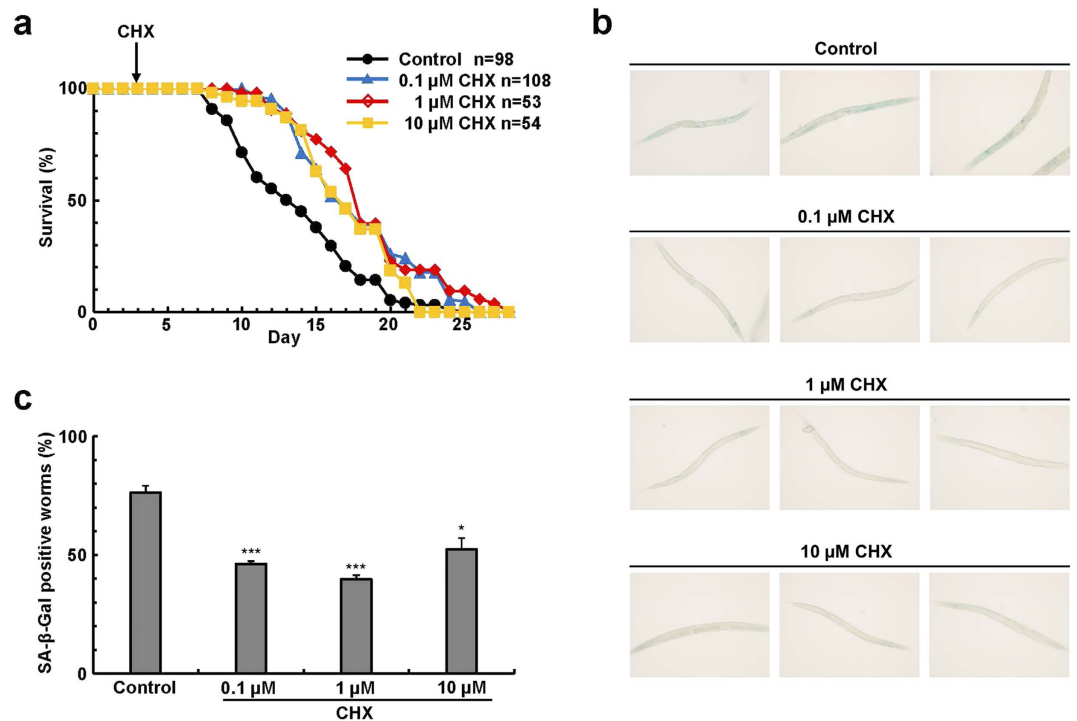 a
CHX
Control n=98
0.1 µM CHX n=108
1 µM CHX n=53
10 µM CHX n=54
Survival (%)
100
50
0
0 5 10 15 20 25
Day
b
Control
0.1 µM CHX
1 µM CHX
10 µM CHX
c
SA-β-Gal positive worms (%)
100
50
0
*** *** *
Control 0.1 µM 1 µM 10 µM
CHX